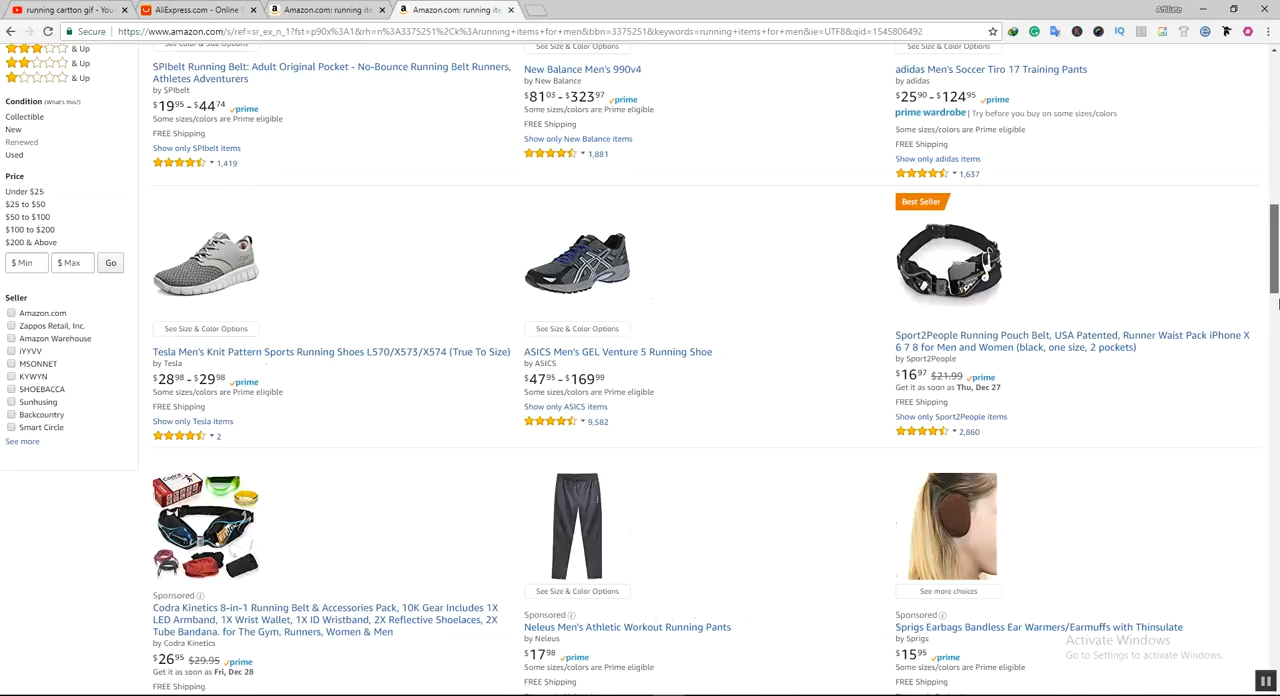 running cartton gif - You
AliExpress.com - Online S
Amazon.com: running ite
Amazon.com: running ite
Affiliate
Secure
https://www.amazon.com/s/ref=sr_ex_n_1?fst=p90x%3A1&rh=n%3A3375251%2Ck%3Arunning+items+for+men&bbn=3375251&keywords=running+items+for+men&ie=UTF8&qid=1545806492
& Up
& Up
& Up
Condition (What's this?)
Collectible
New
Renewed
Used
Price
Under $25
$25 to $50
$50 to $100
$100 to $200
$200 & Above
$ Min
$ Max
Go
Seller
Amazon.com
Zappos Retail, Inc.
Amazon Warehouse
iYYVV
MSONNET
KYWYN
SHOEBACCA
Sunhusing
Backcountry
Smart Circle
See more
See Size & Color Options
SPIbelt Running Belt: Adult Original Pocket - No-Bounce Running Belt Runners,
Athletes Adventurers
by SPIbelt
$19.95 - $44.74 prime
Some sizes/colors are Prime eligible
FREE Shipping
Show only SPIbelt items
1,419
See Size & Color Options
New Balance Men's 990v4
by New Balance
$81.03 - $323.97 prime
Some sizes/colors are Prime eligible
FREE Shipping
Show only New Balance items
1,881
See Size & Color Options
adidas Men's Soccer Tiro 17 Training Pants
by adidas
$25.90 - $124.95 prime
prime wardrobe | Try before you buy on some sizes/colors
Some sizes/colors are Prime eligible
FREE Shipping
Show only adidas items
1,637
See Size & Color Options
Tesla Men's Knit Pattern Sports Running Shoes L570/X573/X574 (True To Size)
by Tesla
$28.98 - $29.98 prime
Some sizes/colors are Prime eligible
FREE Shipping
Show only Tesla items
2
See Size & Color Options
ASICS Men's GEL Venture 5 Running Shoe
by ASICS
$47.95 - $169.99 prime
Some sizes/colors are Prime eligible
FREE Shipping
Show only ASICS items
9,582
Best Seller
Sport2People Running Pouch Belt, USA Patented, Runner Waist Pack iPhone X
6 7 8 for Men and Women (black, one size, 2 pockets)
by Sport2People
$16.97 $21.99 prime
Get it as soon as Thu, Dec 27
FREE Shipping
Show only Sport2People items
2,860
Sponsored
Codra Kinetics 8-in-1 Running Belt & Accessories Pack, 10K Gear Includes 1X
LED Armband, 1X Wrist Wallet, 1X ID Wristband, 2X Reflective Shoelaces, 2X
Tube Bandana. for The Gym, Runners, Women & Men
by Codra Kinetics
$26.95 $29.95 prime
Get it as soon as Fri, Dec 28
FREE Shipping
See Size & Color Options
Sponsored
Neleus Men's Athletic Workout Running Pants
by Neleus
$17.98 prime
Some sizes/colors are Prime eligible
FREE Shipping
See more choices
Sponsored
Sprigs Earbags Bandless Ear Warmers/Earmuffs with Thinsulate
by Sprigs
$15.95 prime
Some sizes/colors are Prime eligible
FREE Shipping
Activate Windows
Go to Settings to activate Windows.